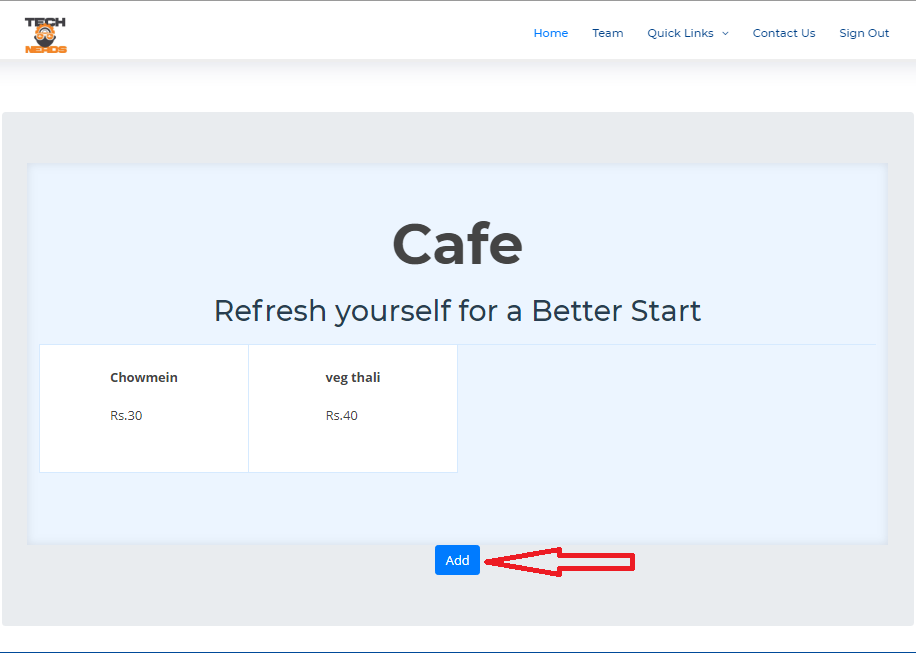 TECH
NERDS
Home Team Quick Links Contact Us Sign Out
Cafe
Refresh yourself for a Better Start
Chowmein veg thali
Rs.30 Rs.40
Add